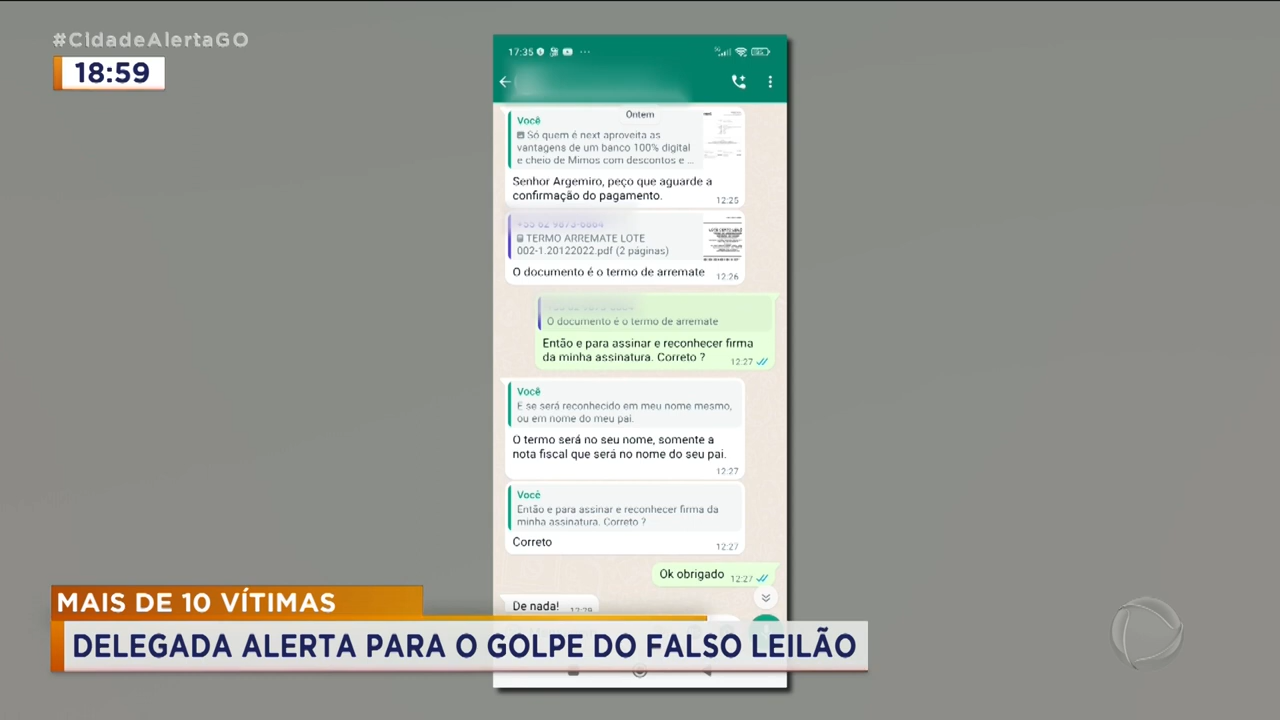 #CidadeAlertaGO
18:59
17:35
Ontem
Você
Só quem é next aproveita as
vantagens de um banco 100% digital
e cheio de Mimos com descontos e ...
Senhor Argemiro, peço que aguarde a
confirmação do pagamento.
12:25
TERMO ARREMATE LOTE
002-1.20122022.pdf (2 páginas)
O documento é o termo de arremate
12:26
O documento é o termo de arremate
Então e para assinar e reconhecer firma
da minha assinatura. Correto ?
12:27
Você
E se será reconhecido em meu nome mesmo,
ou em nome do meu pai.
O termo será no seu nome, somente a
nota fiscal que será no nome do seu pai.
12:27
Você
Então e para assinar e reconhecer firma da
minha assinatura. Correto ?
Correto
12:27
Ok obrigado
12:27
De nada!
12:29
MAIS DE 10 VÍTIMAS
DELEGADA ALERTA PARA O GOLPE DO FALSO LEILÃO